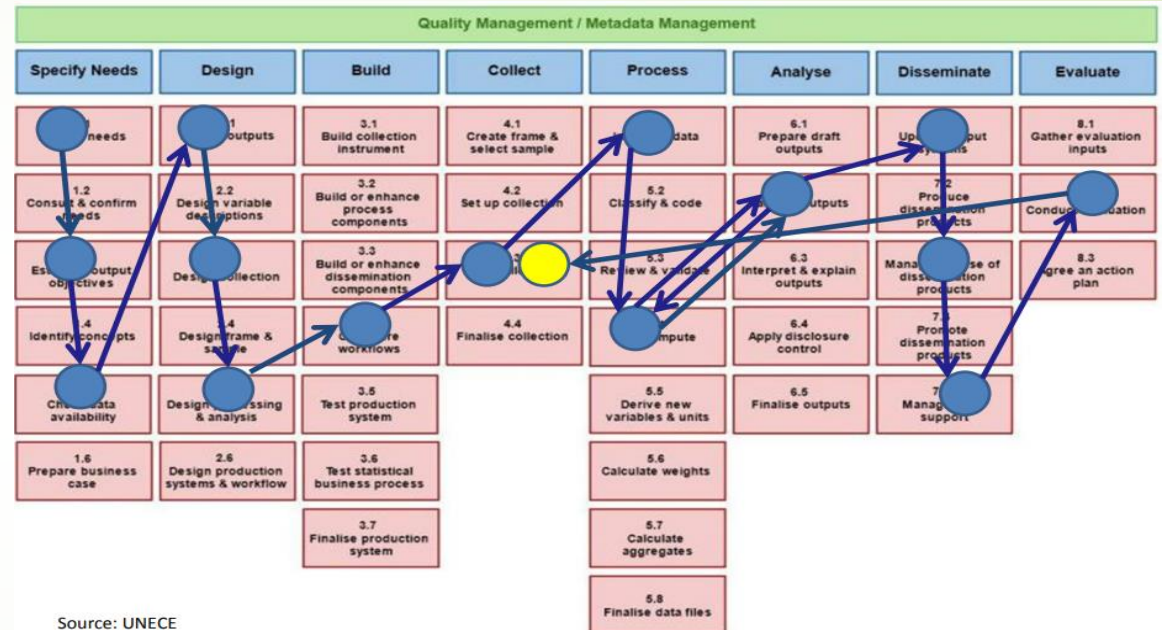 Quality Management / Metadata Management
Specify Needs
Design
Build
Collect
Process
Analyse
Disseminate
Evaluate
needs
1.2
Consult & confirm
needs
output
objectives
Identify concepts
data
availability
1.6
Prepare business
case
outputs
2.2
Design variable
descriptions
Design collection
Design frame &
sample
Design
& analysis
2.6
Design production
systems & workflow
3.1
Build collection
instrument
3.2
Build or enhance
process
components
3.3
Build or enhance
dissemination
components
workflows
3.5
Test production
system
3.6
Test statistical
business process
3.7
Finalise production
system
4.1
Create frame &
select sample
4.2
Set up collection
4.4
Finalise collection
data
5.2
Classify & code
5.3
Review & validate
5.5
Derive new
variables & units
5.6
Calculate weights
5.7
Calculate
aggregates
5.8
Finalise data files
6.1
Prepare draft
outputs
outputs
6.3
Interpret & explain
outputs
6.4
Apply disclosure
control
6.5
Finalise outputs
7.2
Produce
dissemination
products
of
dissemination
products
Promote
dissemination
products
support
8.1
Gather evaluation
inputs
Conduct
8.3
Agree an action
plan
Source: UNECE